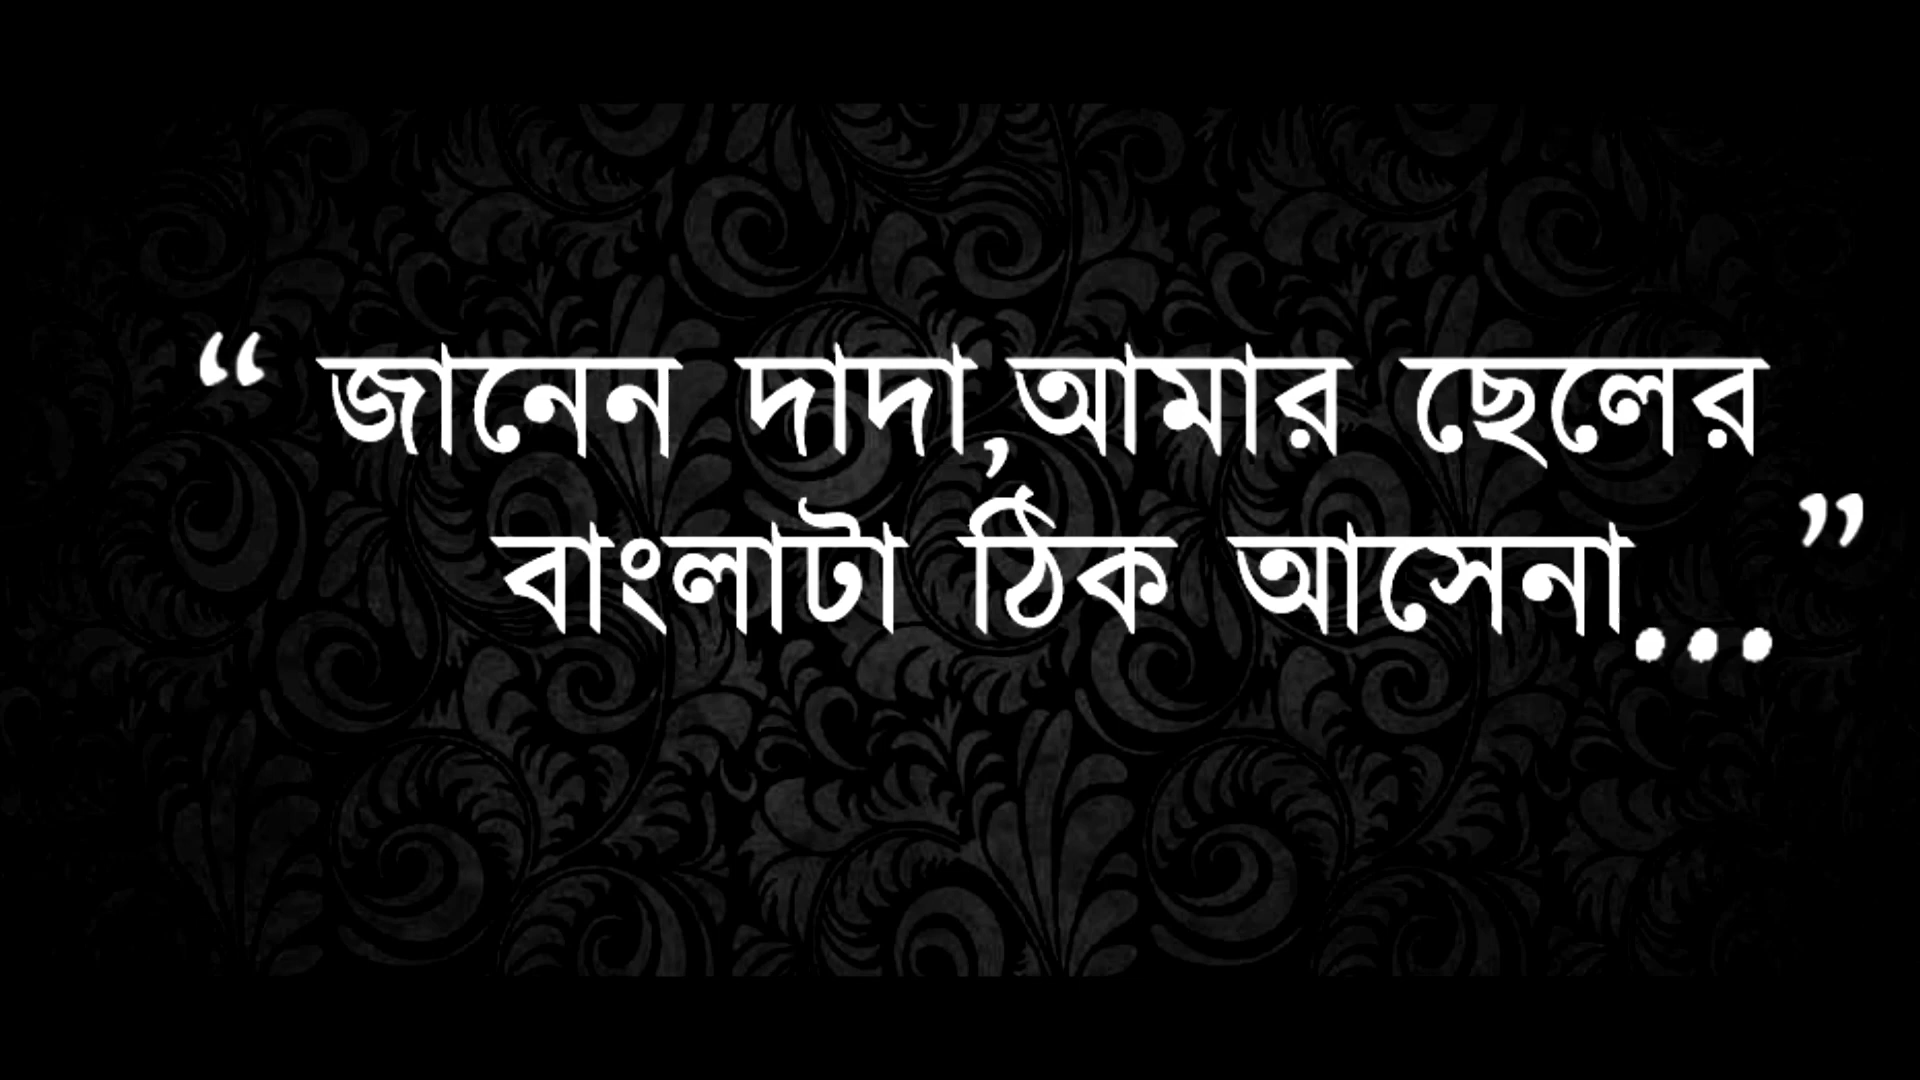 “ জানেন দাদা,আমার ছেলের
বাংলাটা ঠিক আসেনা... ”